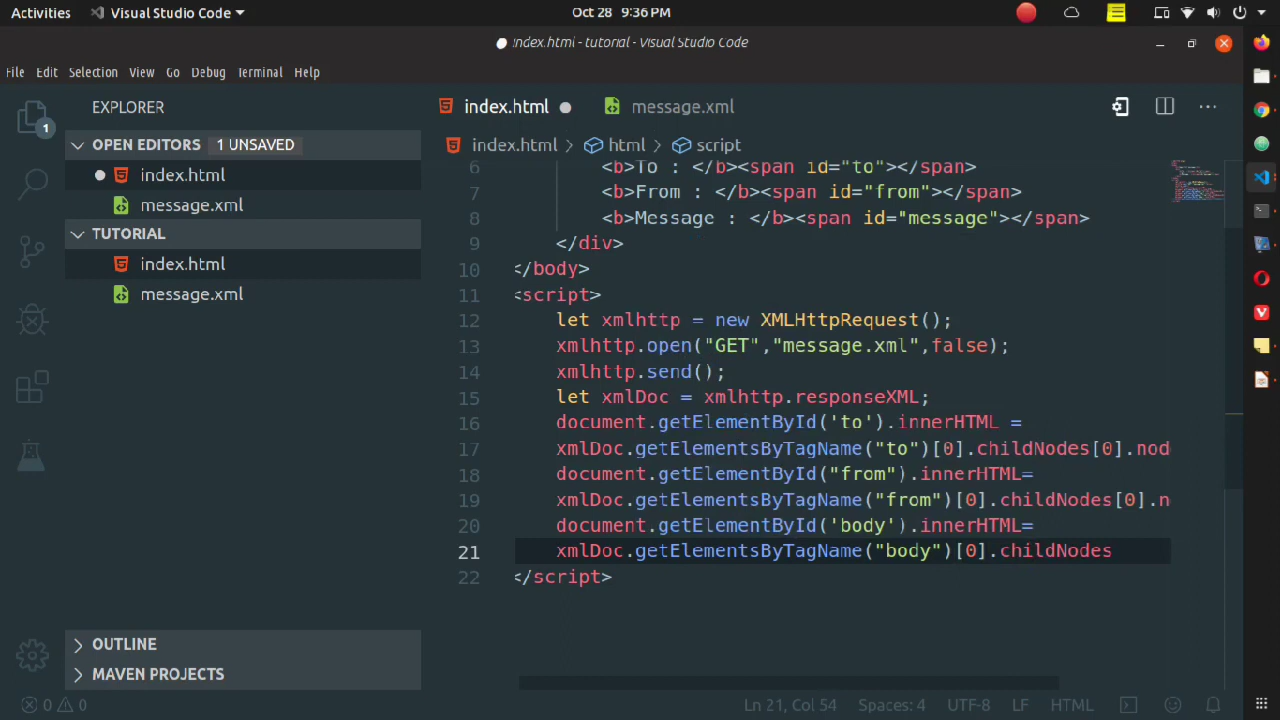 Activities
Visual Studio Code
Oct 28 9:36 PM
index.html - tutorial - Visual Studio Code
File Edit Selection View Go Debug Terminal Help
EXPLORER
1
OPEN EDITORS 1 UNSAVED
index.html
message.xml
TUTORIAL
index.html
message.xml
OUTLINE
MAVEN PROJECTS
index.html
message.xml
index.html > html > script
6 <b>To : </b><span id="to"></span>
7 <b>From : </b><span id="from"></span>
8 <b>Message : </b><span id="message"></span>
9 </div>
10 </body>
11 <script>
12 let xmlhttp = new XMLHttpRequest();
13 xmlhttp.open("GET","message.xml",false);
14 xmlhttp.send();
15 let xmlDoc = xmlhttp.responseXML;
16 document.getElementById('to').innerHTML =
17 xmlDoc.getElementsByTagName("to")[0].childNodes[0].nod
18 document.getElementById("from").innerHTML=
19 xmlDoc.getElementsByTagName("from")[0].childNodes[0].n
20 document.getElementById('body').innerHTML=
21 xmlDoc.getElementsByTagName("body")[0].childNodes
22 </script>
0 0
Ln 21, Col 54 Spaces: 4 UTF-8 LF HTML